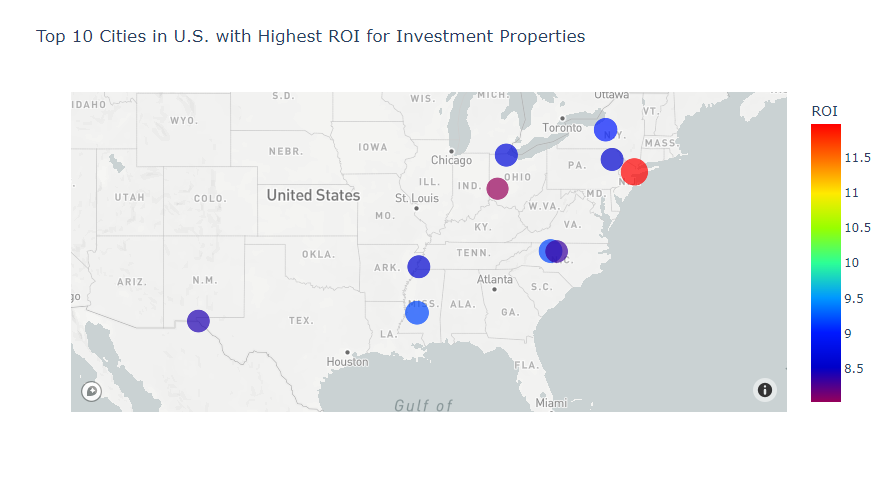 Top 10 Cities in U.S. with Highest ROI for Investment Properties
IDAHO
S.D.
WIS.
MICH.
Ottawa
VT.
ROI
WYO.
Toronto
N.Y.
MASS.
NEBR.
IOWA
Chicago
PA.
11.5
UTAH
COLO.
United States
ILL.
IND.
OHIO
MD.
11
St. Louis
W.VA.
MO.
KY.
VA.
10.5
OKLA.
TENN.
10
ARK.
ARIZ.
N.M.
Atlanta
S.C.
9.5
MISS.
ALA.
GA.
TEX.
9
LA.
Houston
FLA.
8.5
Gulf of
Miami